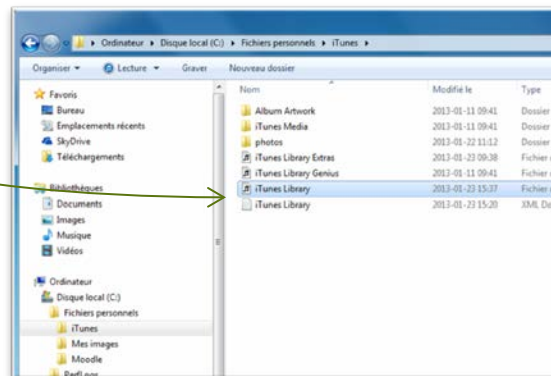 Ordinateur ▸ Disque local (C:) ▸ Fichiers personnels ▸ iTunes ▸
Organiser Lecture Graver Nouveau dossier
Favoris
Bureau
Emplacements récents
SkyDrive
Téléchargements
Bibliothèques
Documents
Images
Musique
Vidéos
Ordinateur
Disque local (C:)
Fichiers personnels
iTunes
Mes images
Moodle
PerfLogs
Nom Modifié le Type
Album Artwork 2013-01-11 09:41 Dossier
iTunes Media 2013-01-11 09:41 Dossier
photos 2013-01-22 11:12 Dossier
iTunes Library Extras 2013-01-23 09:38 Fichier
iTunes Library Genius 2013-01-11 09:41 Fichier
iTunes Library 2013-01-23 15:37 Fichier
iTunes Library 2013-01-23 15:20 XML